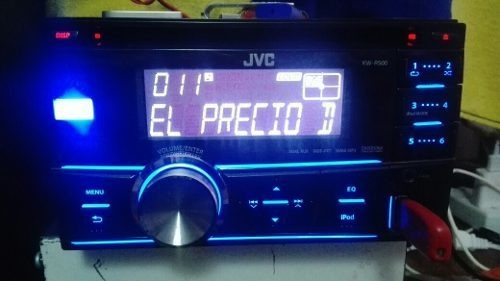 DISP
JVC
KW-R500
011
EL PRECIO D
VOLUME/ENTER
MENU
EQ
iPod
1 •••• 2
3 •••• 4
5 •••• 6